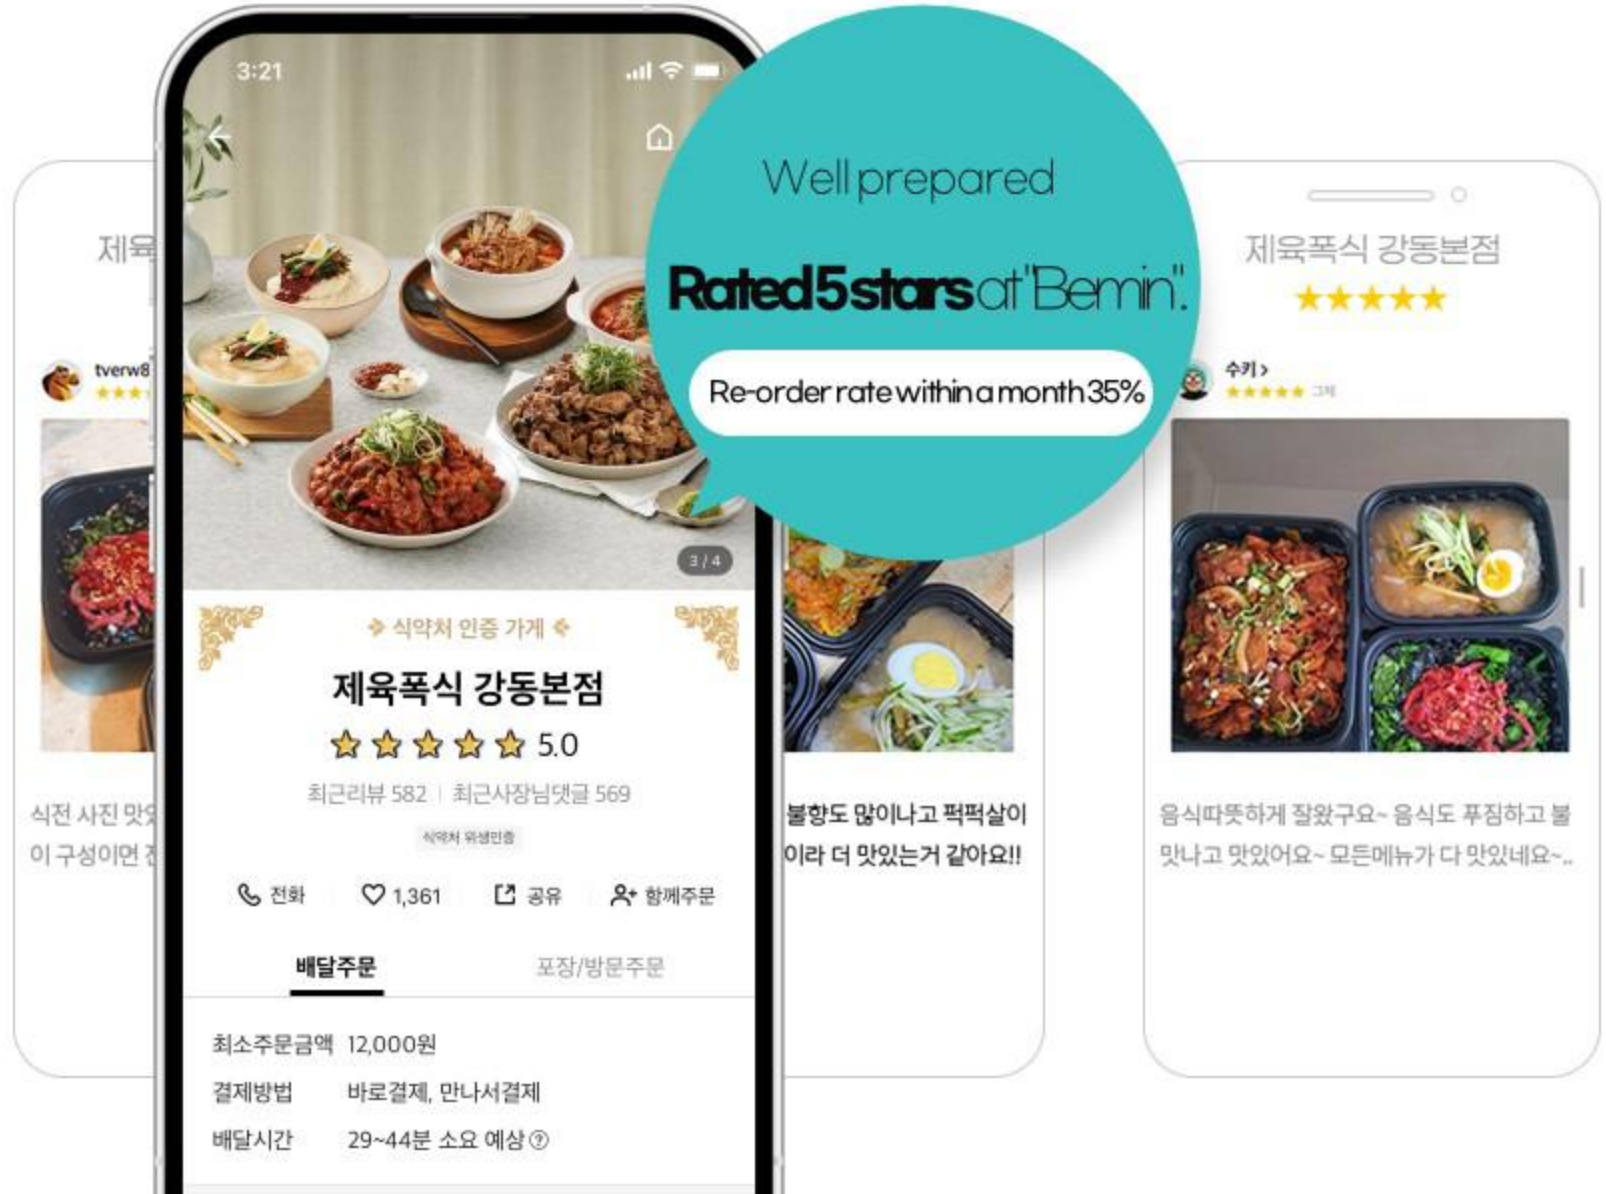 3:21
Well prepared
Rated 5 stars at "Bemin".
Re-order rate within a month 35%
3 / 4
식약처 인증 가게
제육폭식 강동본점
5.0
최근리뷰 582 | 최근사장님댓글 569
식약처 위생인증
전화
1,361
공유
함께주문
배달주문
포장/방문주문
최소주문금액 12,000원
결제방법 바로결제, 만나서결제
배달시간 29~44분 소요 예상
제육
tverw8
식전 사진
이 구성이면
불향도 많이나고 퍽퍽살이
이라 더 맛있는거 같아요!!
제육폭식 강동본점
수키 >
그제
음식따뜻하게 잘왔구요~ 음식도 푸짐하고 불
맛나고 맛있어요~ 모든메뉴가 다 맛있네요~..